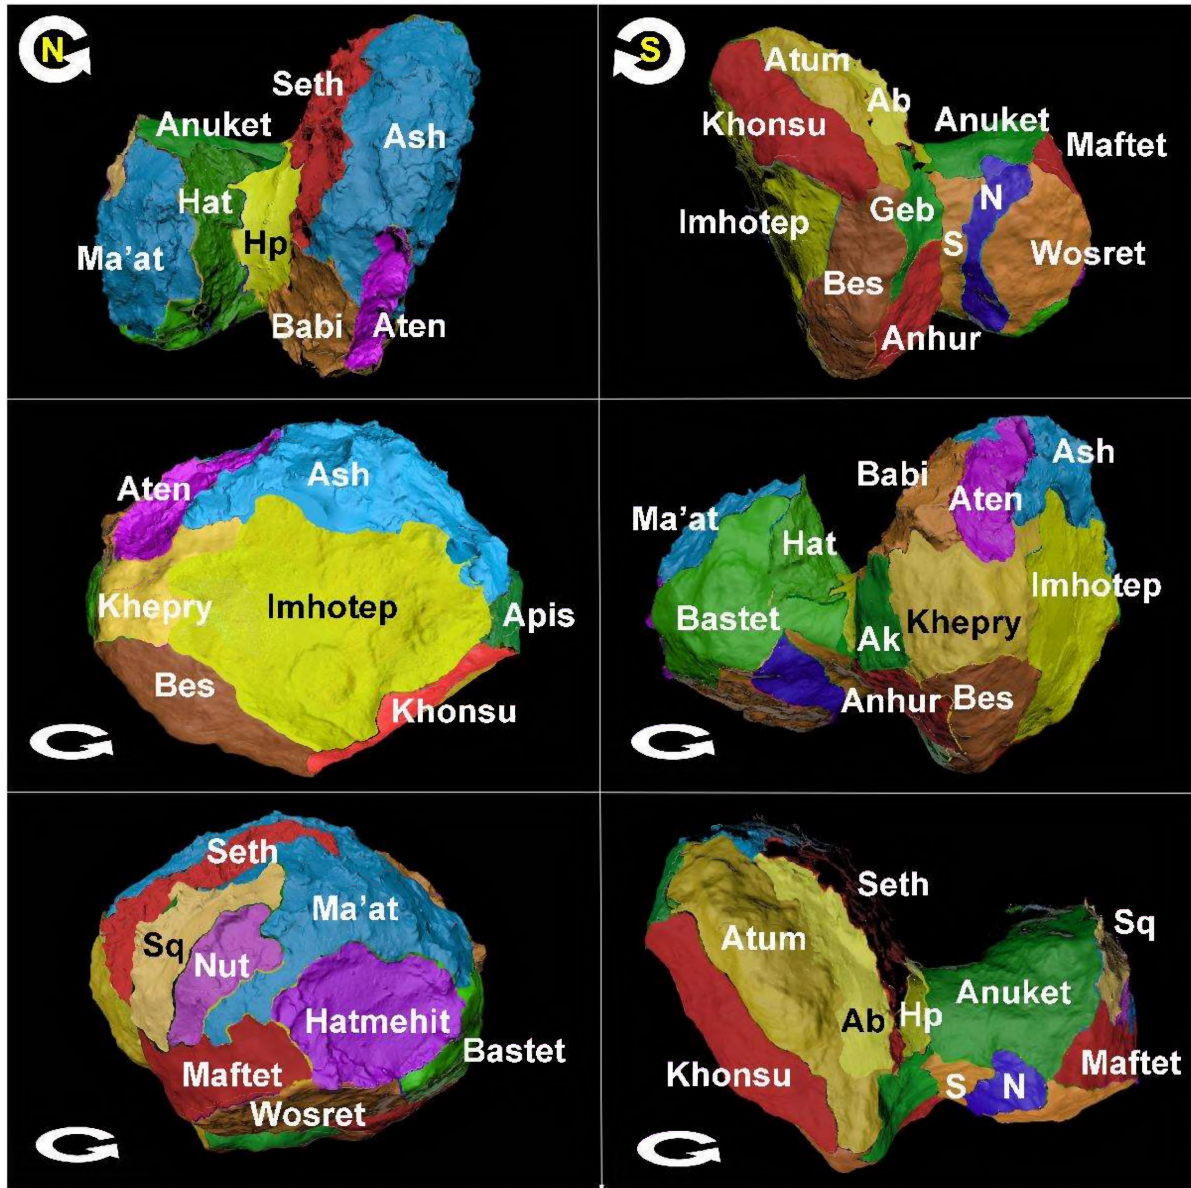 N
Seth
Anuket
Ash
Hat
Hp
Ma'at
Babi
Aten
S
Atum
Ab
Khonsu
Anuket
Maftet
Imhotep
Geb
N
S
Wosret
Bes
Anhur
Aten
Ash
Khepry
Imhotep
Apis
Bes
Khonsu
Babi
Ash
Aten
Ma'at
Hat
Imhotep
Bastet
Ak
Khepry
Anhur
Bes
Seth
Ma'at
Sq
Nut
Hatmehit
Bastet
Maftet
Wosret
Seth
Sq
Atum
Anuket
Ab
Hp
Khonsu
S
N
Maftet